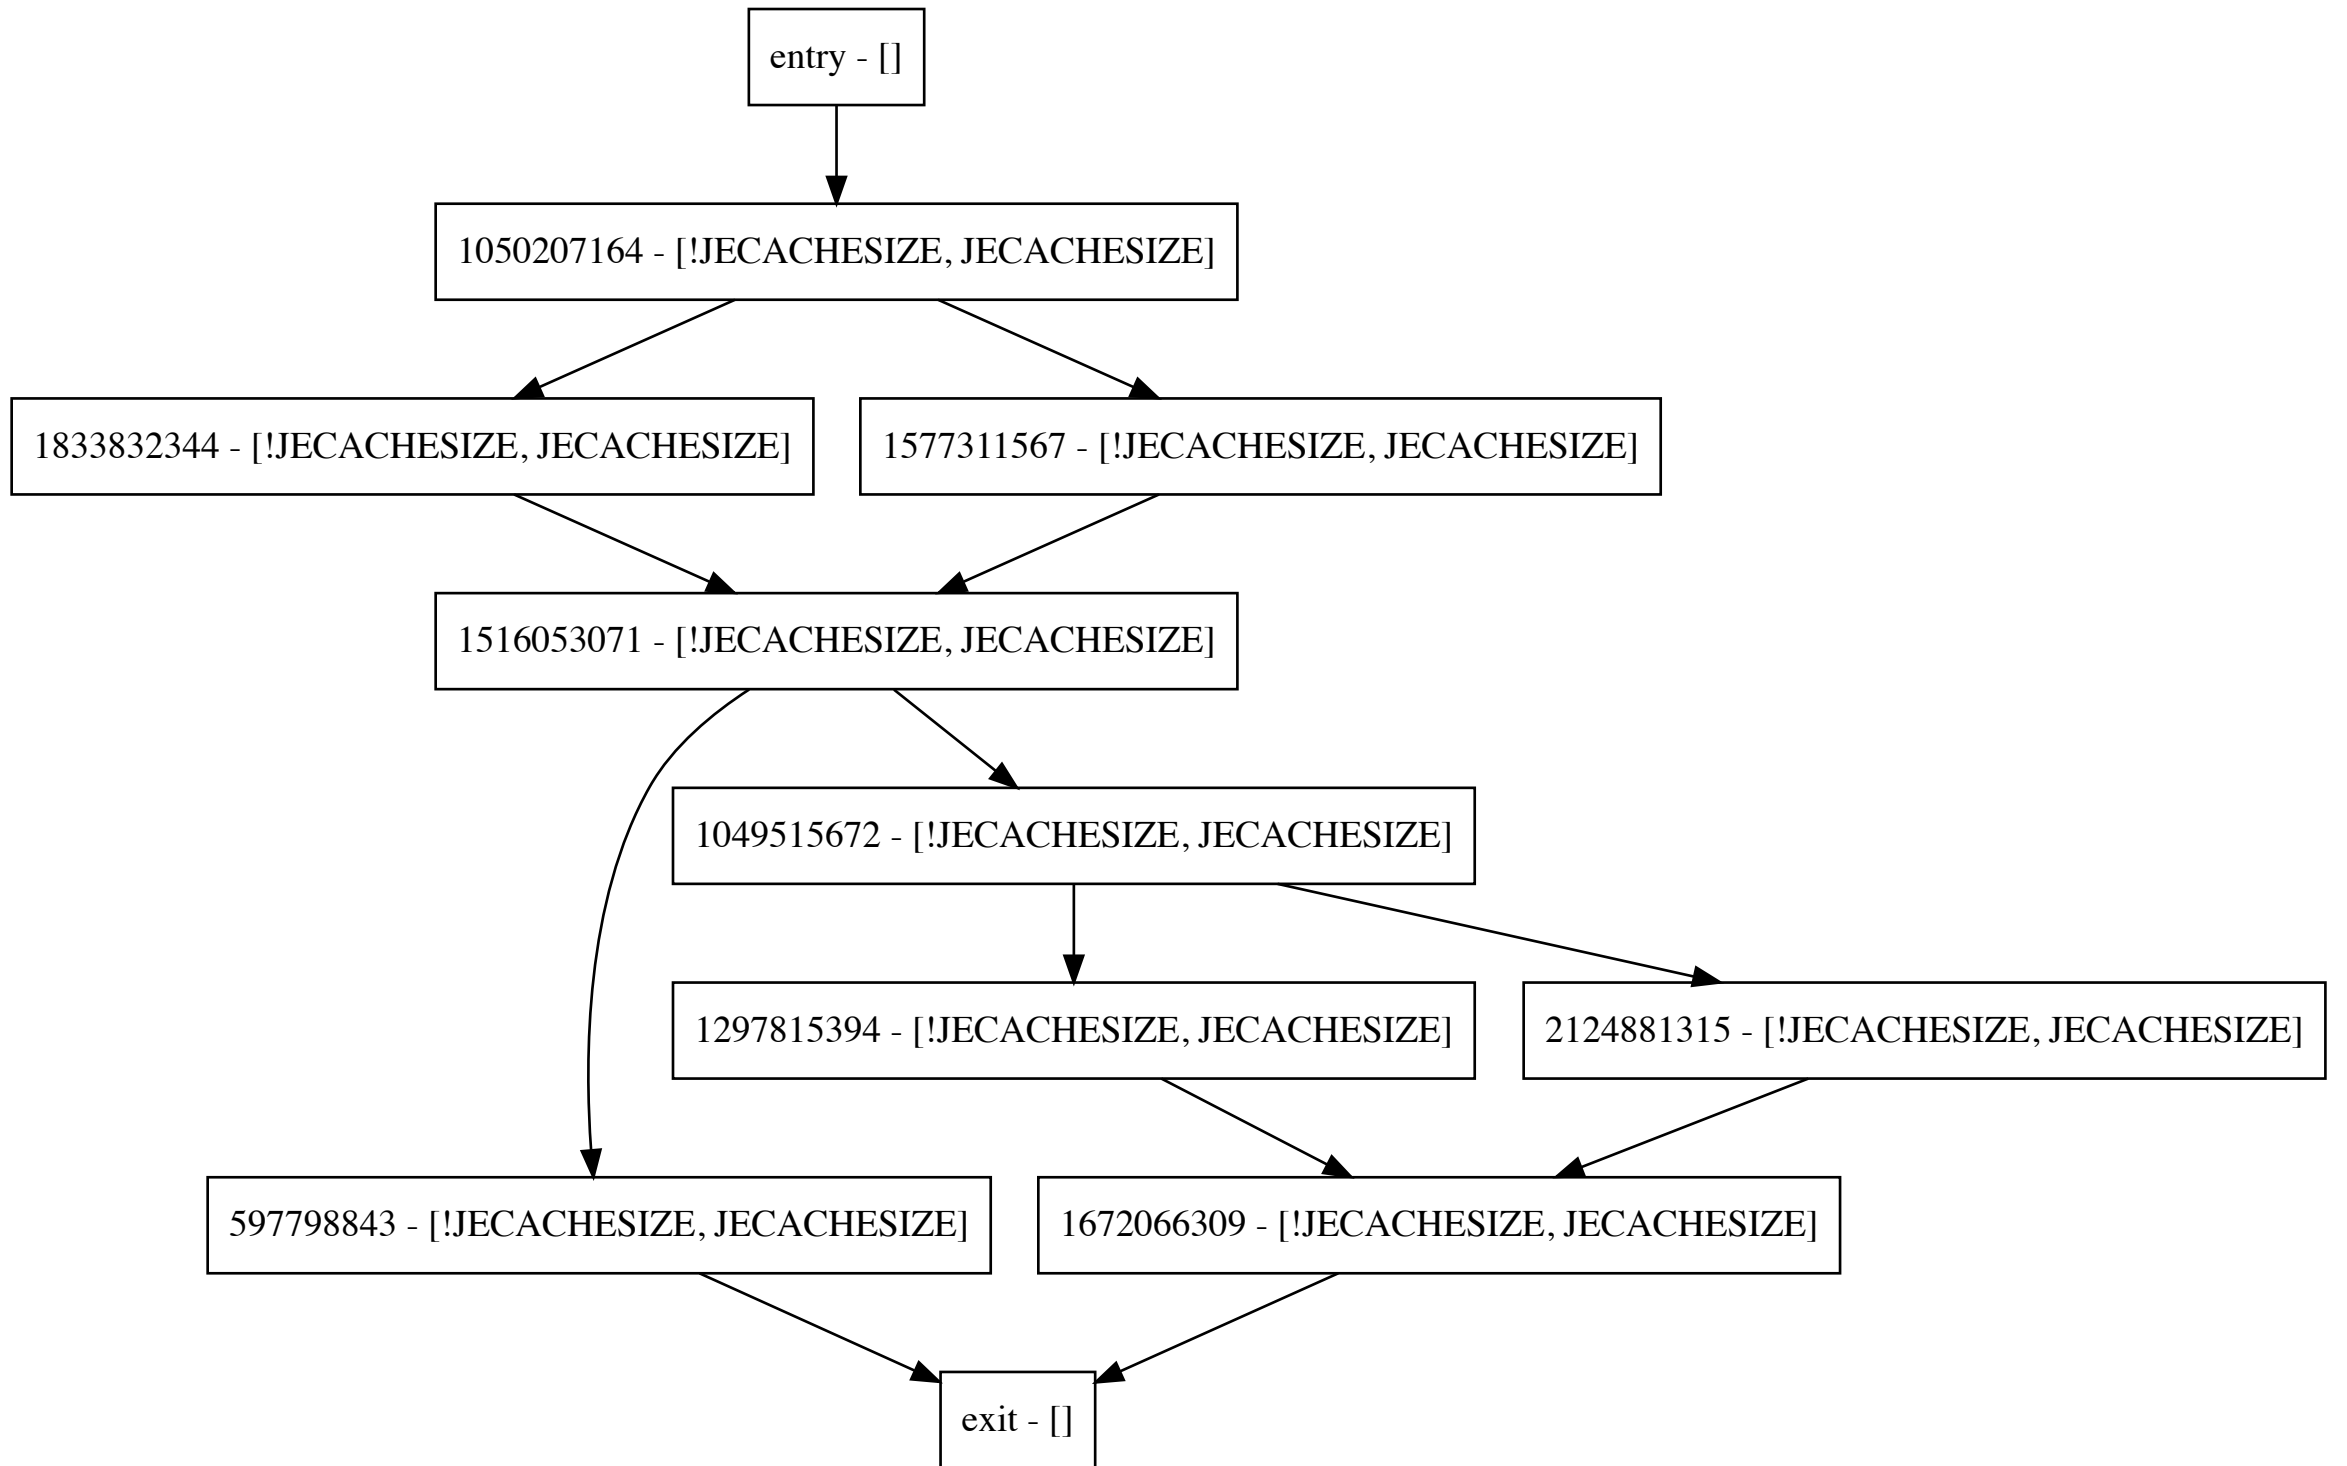 entry - []
1050207164 - [!JECACHESIZE, JECACHESIZE]
1833832344 - [!JECACHESIZE, JECACHESIZE]
1577311567 - [!JECACHESIZE, JECACHESIZE]
1516053071 - [!JECACHESIZE, JECACHESIZE]
1049515672 - [!JECACHESIZE, JECACHESIZE]
1297815394 - [!JECACHESIZE, JECACHESIZE]
2124881315 - [!JECACHESIZE, JECACHESIZE]
597798843 - [!JECACHESIZE, JECACHESIZE]
1672066309 - [!JECACHESIZE, JECACHESIZE]
exit - []